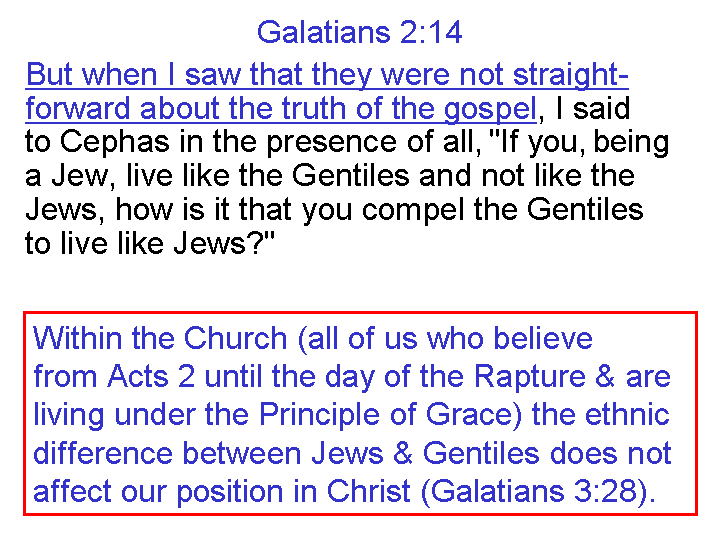 Galatians 2:14
But when I saw that they were not straight-
forward about the truth of the gospel, I said
to Cephas in the presence of all, "If you, being
a Jew, live like the Gentiles and not like the
Jews, how is it that you compel the Gentiles
to live like Jews?"
Within the Church (all of us who believe
from Acts 2 until the day of the Rapture & are
living under the Principle of Grace) the ethnic
difference between Jews & Gentiles does not
affect our position in Christ (Galatians 3:28).